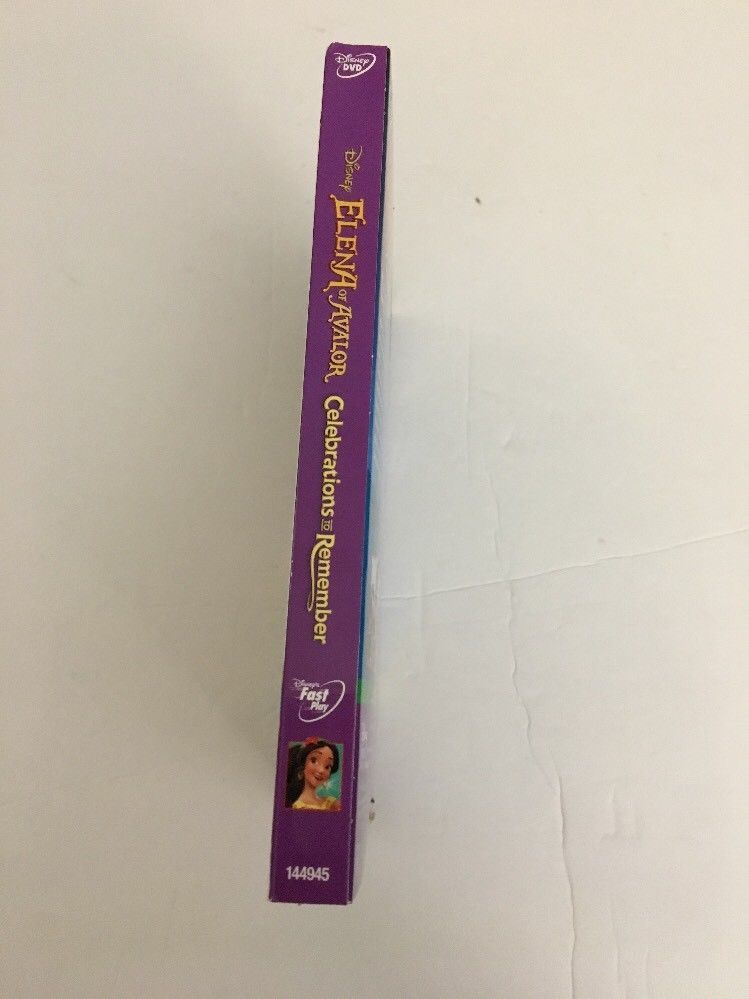 Disney DVD
Disney ELENA OF AVALOR Celebrations TO Remember
Disney's Fast Play
144945